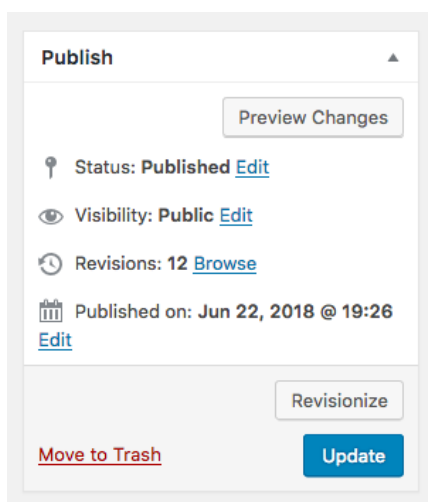 Publish
Preview Changes
Status: Published Edit
Visibility: Public Edit
Revisions: 12 Browse
Published on: Jun 22, 2018 @ 19:26
Edit
Revisionize
Move to Trash
Update